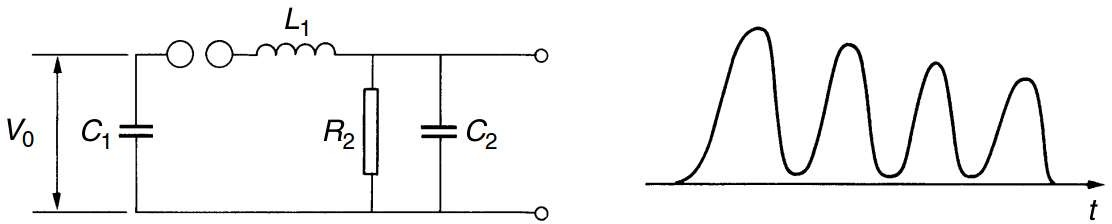 L₁
V₀
C₁
R₂
C₂
t